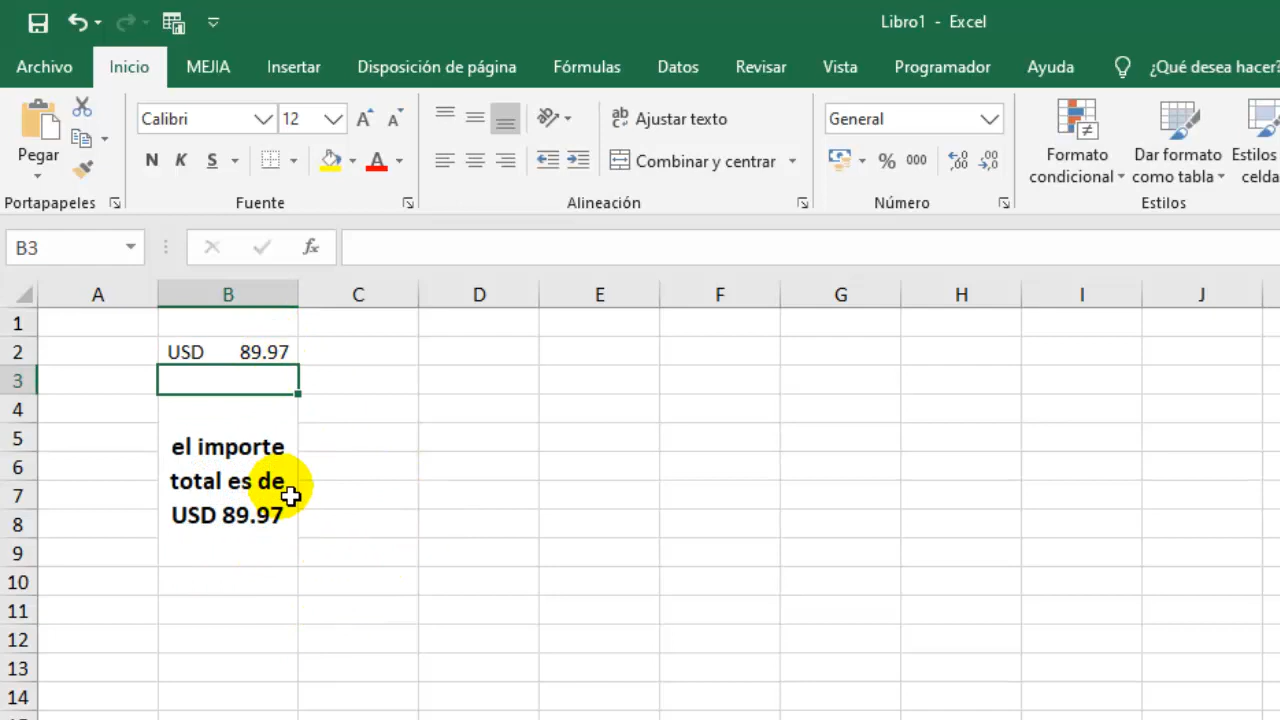 Libro1 - Excel
Archivo Inicio MEJIA Insertar Disposición de página Fórmulas Datos Revisar Vista Programador Ayuda ¿Qué desea hacer?
Pegar
Calibri 12
N K S A
Ajustar texto
Combinar y centrar
General
% 000
Formato condicional
Dar formato como tabla
Estilos
Portapapeles Fuente Alineación Número Estilos
B3 fx
A B C D E F G H I J
1
2 USD 89.97
3
4
5
6
7
8
9
10
11
12
13
14
el importe
total es de
USD 89.97